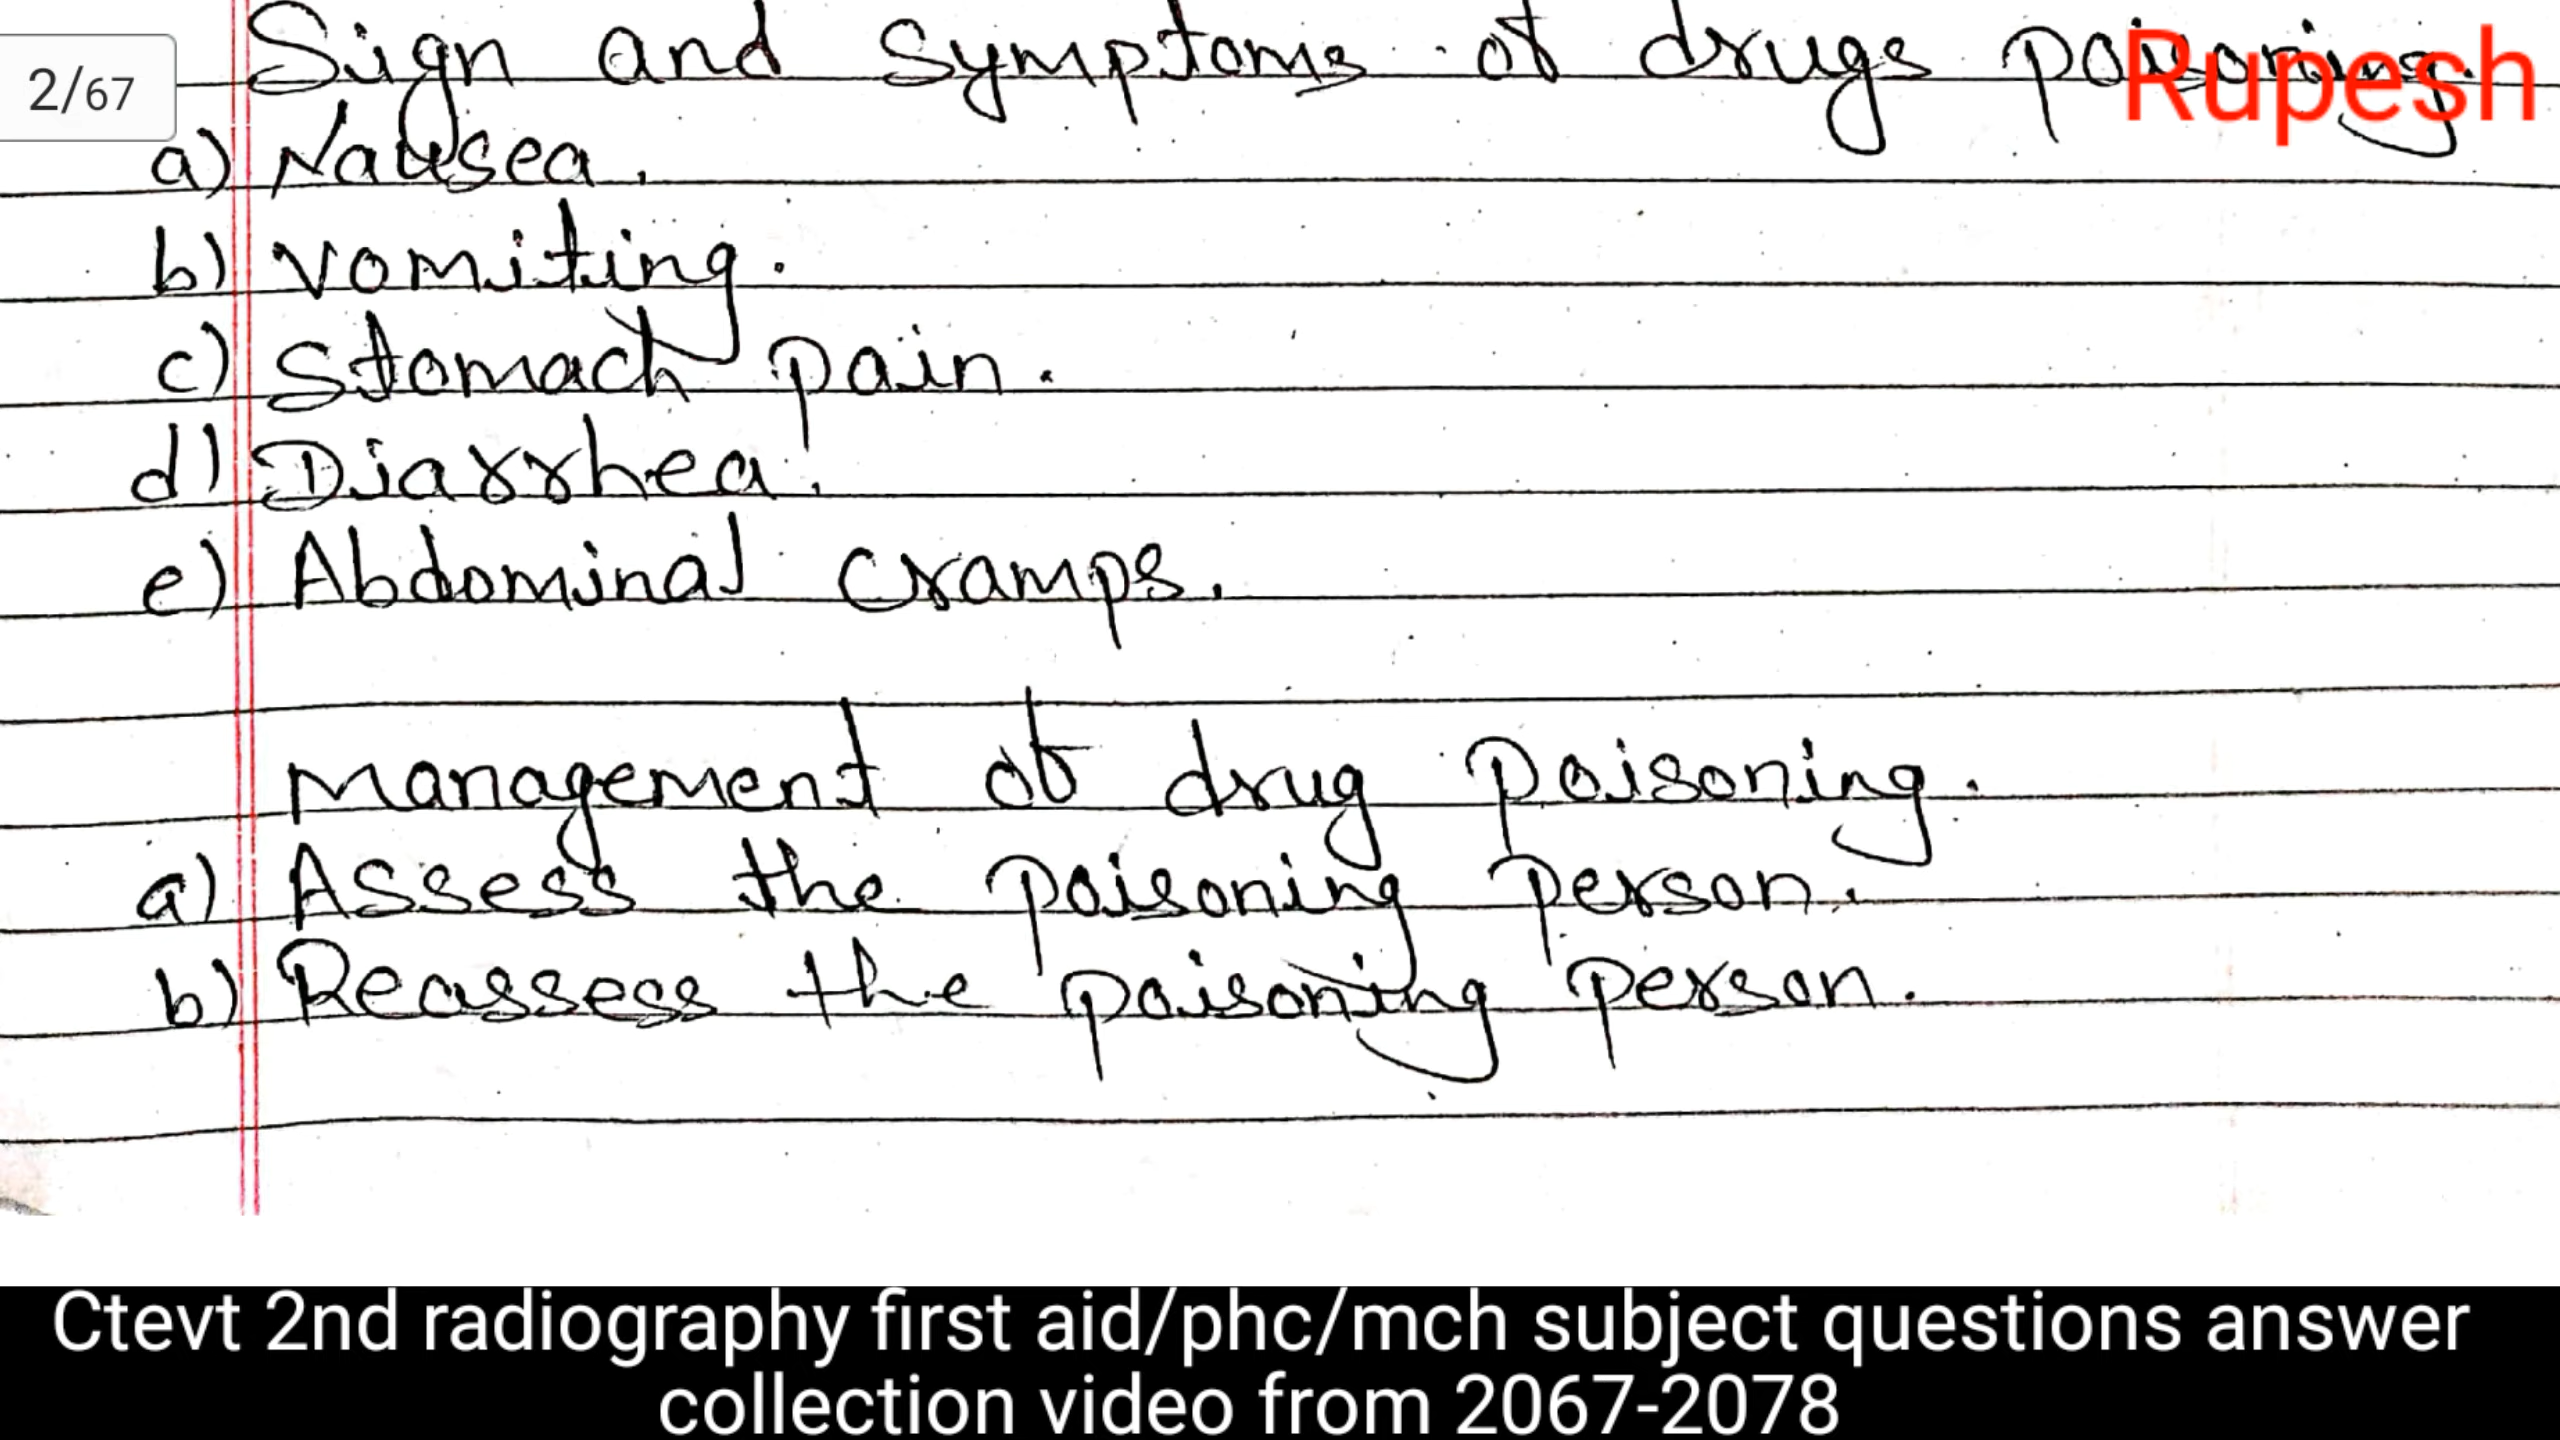 Sign and symptoms of drugs poisoning.
Rupesh
2/67
a) Nausea.
b) vomiting.
c) Stomach pain.
d) Diarrhea.
e) Abdominal cramps.
Management of drug poisoning.
a) Assess the poisoning person.
b) Reassess the poisoning person.
Ctevt 2nd radiography first aid/phc/mch subject questions answer
collection video from 2067-2078